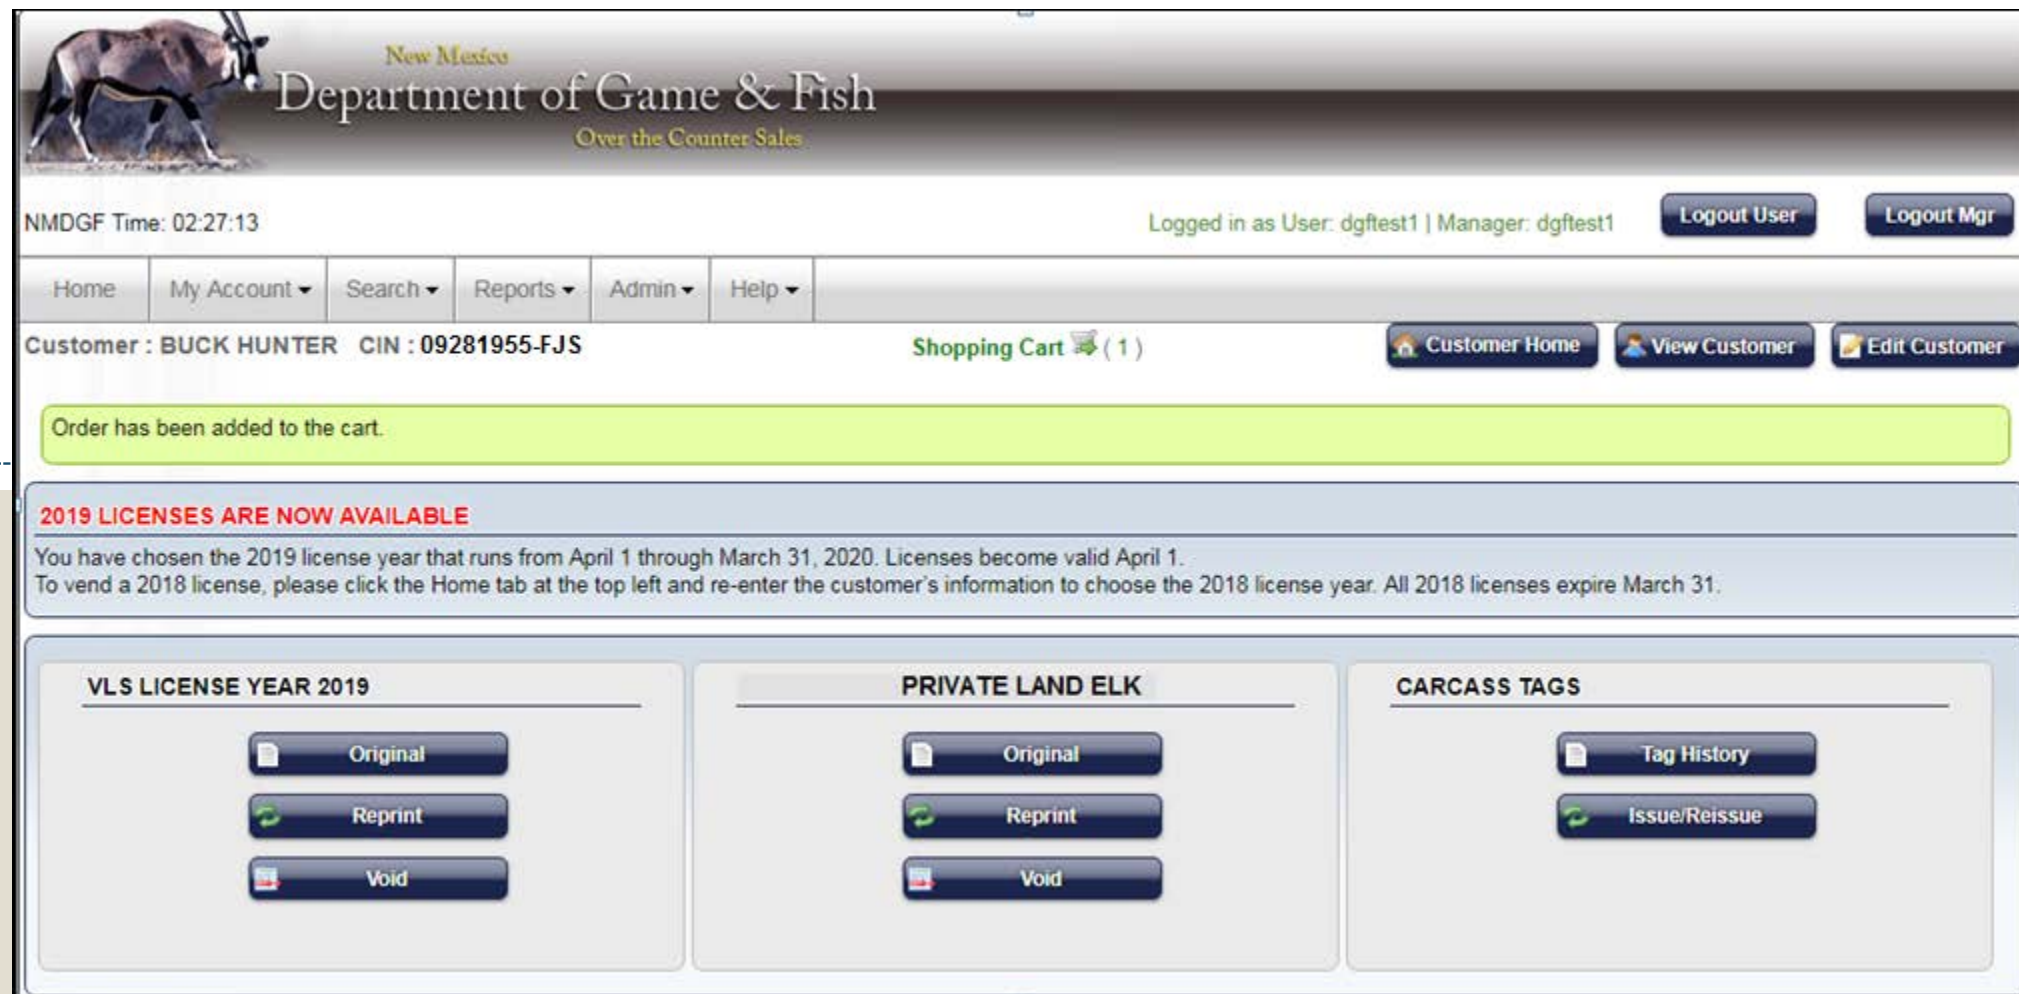 New Mexico
Department of Game & Fish
Over the Counter Sales
NMDGF Time: 02:27:13 Logged in as User: dgftest1 | Manager: dgftest1 Logout User Logout Mgr
Home My Account Search Reports Admin Help
Customer : BUCK HUNTER CIN : 09281955-FJS Shopping Cart ( 1 ) Customer Home View Customer Edit Customer
Order has been added to the cart.
2019 LICENSES ARE NOW AVAILABLE
You have chosen the 2019 license year that runs from April 1 through March 31, 2020. Licenses become valid April 1.
To vend a 2018 license, please click the Home tab at the top left and re-enter the customer's information to choose the 2018 license year. All 2018 licenses expire March 31.
VLS LICENSE YEAR 2019 PRIVATE LAND ELK CARCASS TAGS
Original Original Tag History
Reprint Reprint Issue/Reissue
Void Void